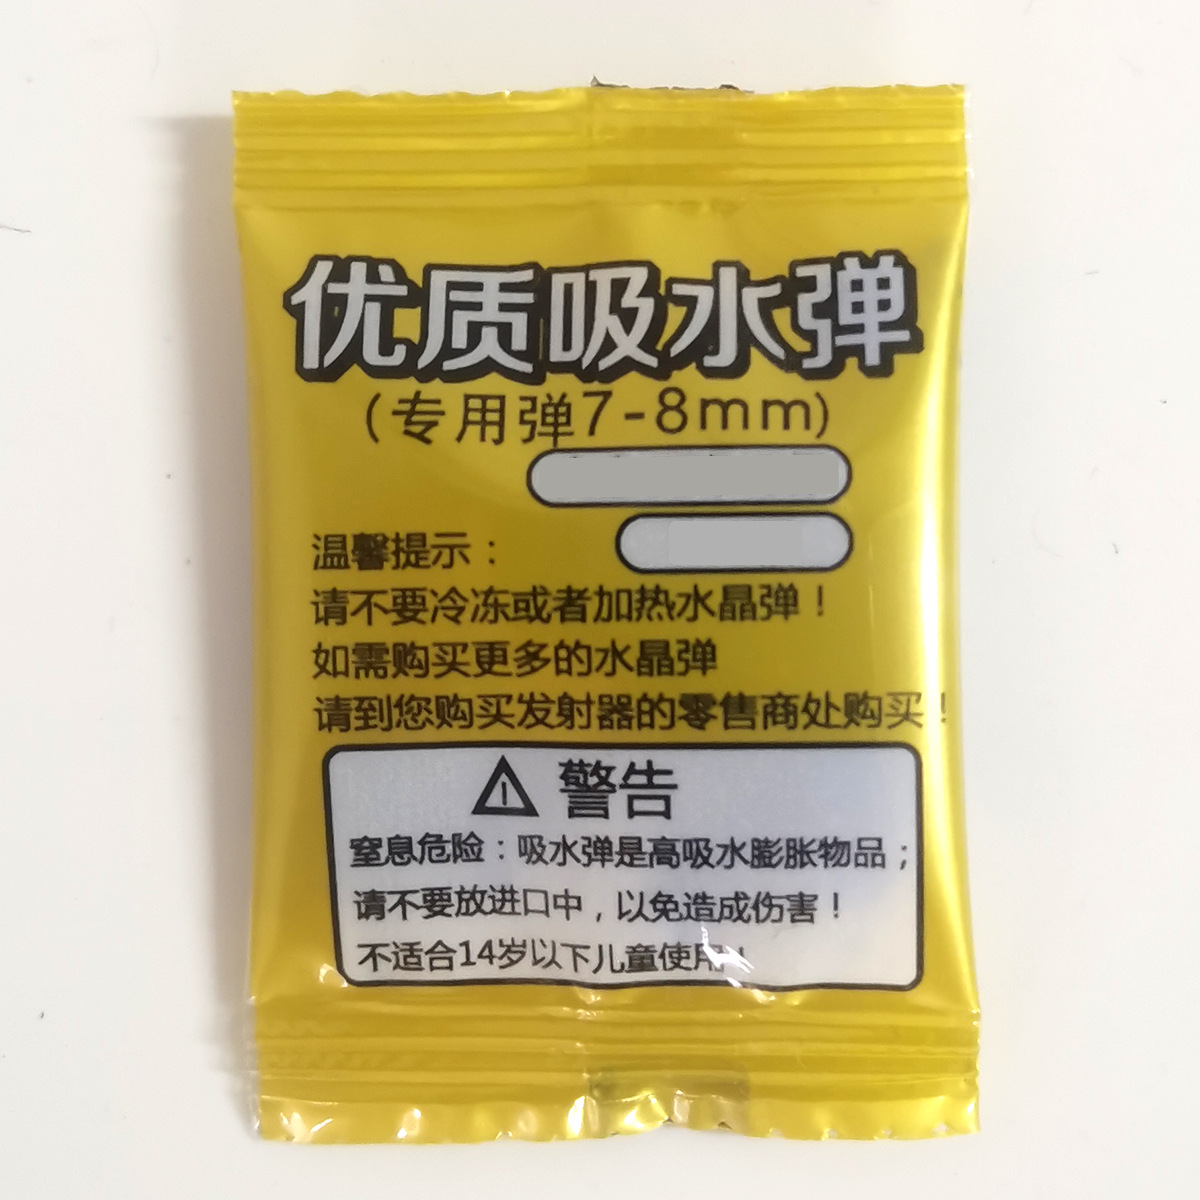 优质吸水弹
(专用弹7-8mm)
温馨提示：
请不要冷冻或者加热水晶弹！
如需购买更多的水晶弹
请到您购买发射器的零售商处购买！
警告
窒息危险：吸水弹是高吸水膨胀物品；
请不要放进口中，以免造成伤害！
不适合14岁以下儿童使用！